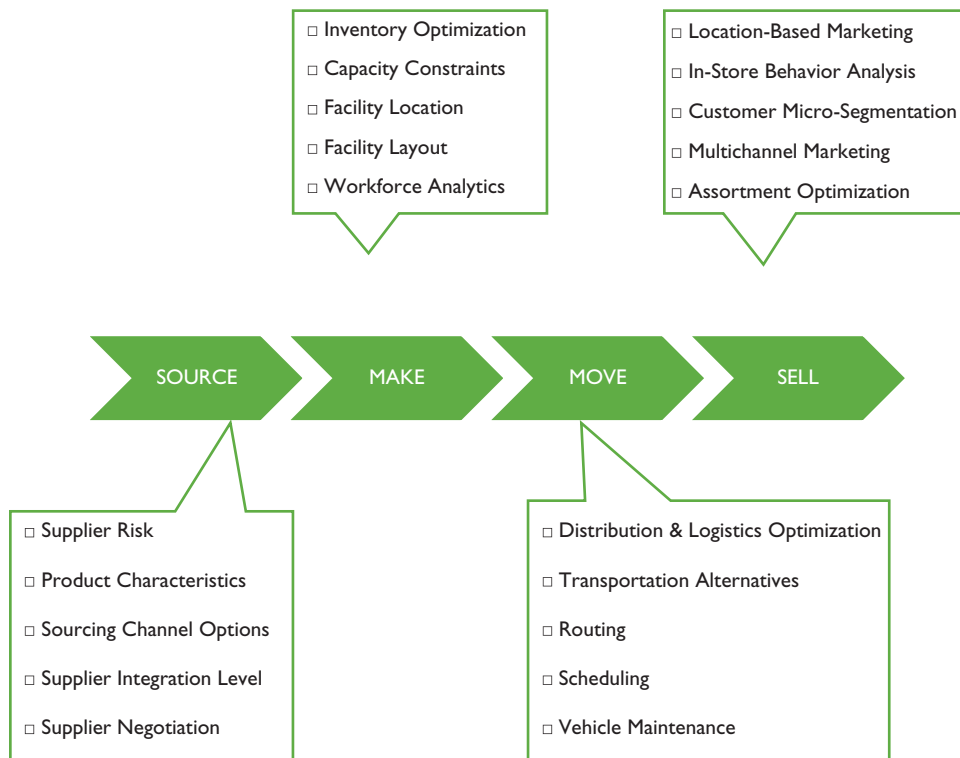 □ Inventory Optimization
□ Capacity Constraints
□ Facility Location
□ Facility Layout
□ Workforce Analytics
□ Location-Based Marketing
□ In-Store Behavior Analysis
□ Customer Micro-Segmentation
□ Multichannel Marketing
□ Assortment Optimization
SOURCE
MAKE
MOVE
SELL
□ Supplier Risk
□ Product Characteristics
□ Sourcing Channel Options
□ Supplier Integration Level
□ Supplier Negotiation
□ Distribution & Logistics Optimization
□ Transportation Alternatives
□ Routing
□ Scheduling
□ Vehicle Maintenance